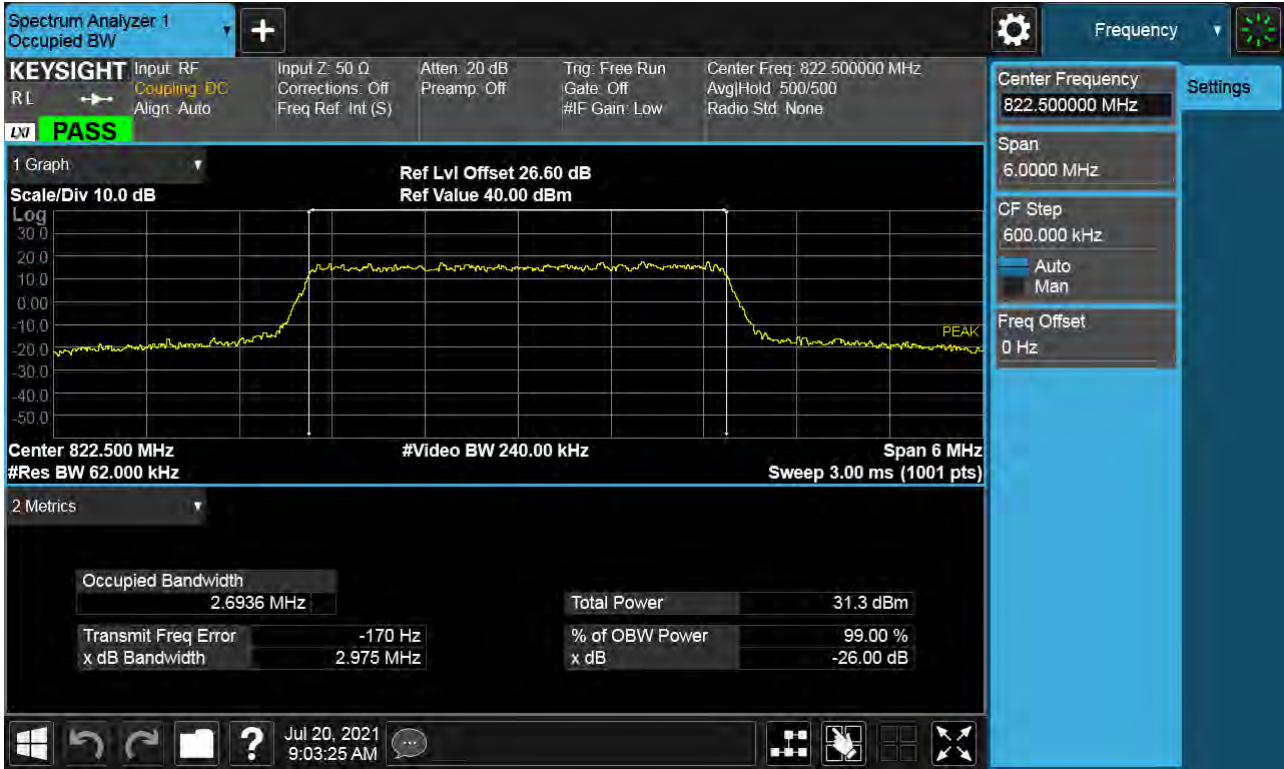 Spectrum Analyzer 1
Occupied BW
Frequency
KEYSIGHT
RL
LXI
PASS
Input: RF
Coupling: DC
Align: Auto
Input Z: 50 Ω
Corrections: Off
Freq Ref: Int (S)
Atten: 20 dB
Preamp: Off
Trig: Free Run
Gate: Off
#IF Gain: Low
Center Freq: 822.500000 MHz
Avg|Hold: 500/500
Radio Std: None
Center Frequency
822.500000 MHz
Settings
Span
6.0000 MHz
CF Step
600.000 kHz
Auto
Man
Freq Offset
0 Hz
1 Graph
Scale/Div 10.0 dB
Ref Lvl Offset 26.60 dB
Ref Value 40.00 dBm
Log
30.0
20.0
10.0
0.00
-10.0
-20.0
-30.0
-40.0
-50.0
PEAK
Center 822.500 MHz
#Video BW 240.00 kHz
Span 6 MHz
#Res BW 62.000 kHz
Sweep 3.00 ms (1001 pts)
2 Metrics
Occupied Bandwidth
2.6936 MHz
Total Power 31.3 dBm
Transmit Freq Error -170 Hz
% of OBW Power 99.00 %
x dB Bandwidth 2.975 MHz
x dB -26.00 dB
?
Jul 20, 2021
9:03:25 AM